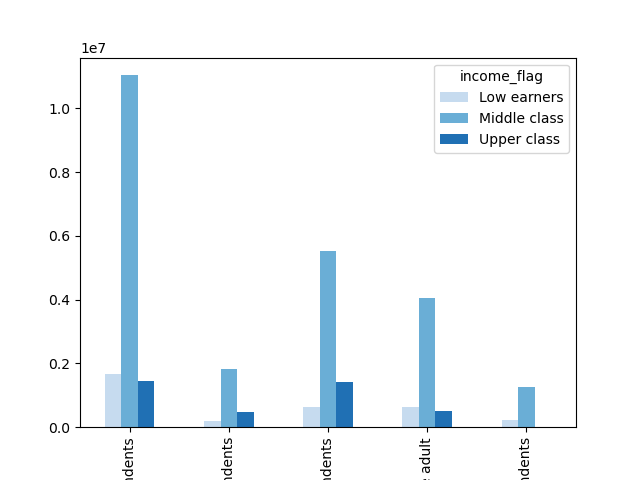 1e7
income_flag
Low earners
Middle class
Upper class
1.0
0.8
0.6
0.4
0.2
0.0
ndents
ndents
ndents
adult
ndents